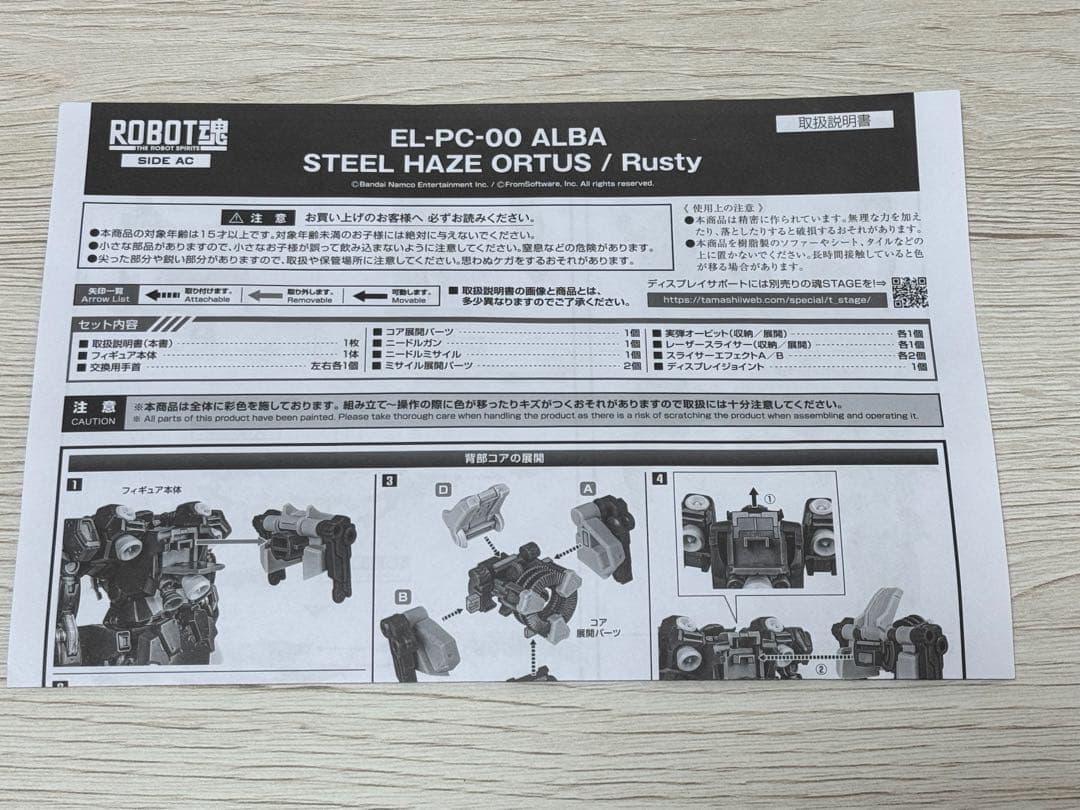 ROBOT魂
THE ROBOT SPIRITS
SIDE AC
EL-PC-00 ALBA
STEEL HAZE ORTUS / Rusty
©Bandai Namco Entertainment Inc. / ©FromSoftware, Inc. All rights reserved.
取扱説明書
⚠ 注 意 お買い上げのお客様へ 必ずお読みください。
●本商品の対象年齢は15才以上です。対象年齢未満のお子様には絶対に与えないでください。
●小さな部品がありますので、小さなお子様が誤って飲み込まないように注意してください。窒息などの危険があります。
●尖った部分や鋭い部分がありますので、取扱や保管場所に注意してください。思わぬケガをするおそれがあります。
《 使用上の注意 》
●本商品は精密に作られています。無理な力を加え
たり、落としたりすると破損するおそれがあります。
●本商品を樹脂製のソファーやシート、タイルなどの
上に置かないでください。長時間接触していると色
が移る場合があります。
矢印一覧
Arrow List
取り付けます。
Attachable
取り外します。
Removable
可動します。
Movable
■ 取扱説明書の画像と商品とは、
多少異なりますのでご了承ください。
ディスプレイサポートには別売りの魂STAGEを!⇒
https://tamashiiweb.com/special/t_stage/
セット内容
■ 取扱説明書(本書) 1枚
■ フィギュア本体 1体
■ 交換用手首 左右各1個
■ コア展開パーツ 1個
■ ニードルガン 1個
■ ニードルミサイル 1個
■ ミサイル展開パーツ 2個
■ 実弾オービット(収納/展開) 各1個
■ レーザースライサー(収納/展開) 各1個
■ スライサーエフェクトA/B 各2個
■ ディスプレイジョイント 1個
注 意
CAUTION
※本商品は全体に彩色を施しております。組み立て〜操作の際に色が移ったりキズがつくおそれがありますので取扱には十分注意してください。
※ All parts of this product have been painted. Please take thorough care when handling the product as there is a risk of scratching the product when assembling and operating it.
背部コアの展開
1
フィギュア本体
3
D
A
B
コア
展開パーツ
4
①
②